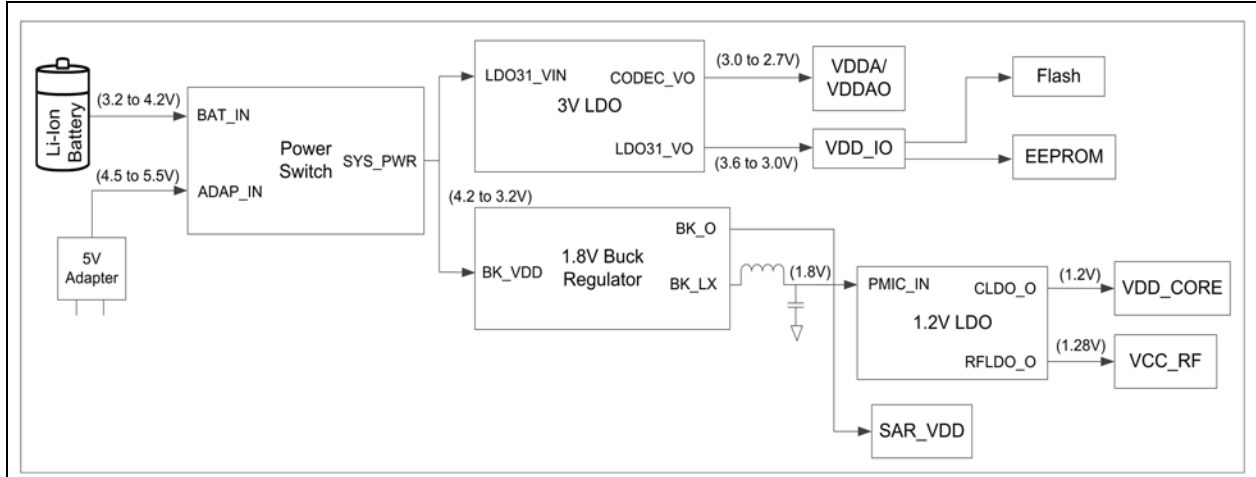 Li-Ion
Battery
(3.2 to 4.2V)
(4.5 to 5.5V)
5V
Adapter
BAT_IN
ADAP_IN
Power
Switch
SYS_PWR
LDO31_VIN
CODEC_VO
3V LDO
LDO31_VO
(3.0 to 2.7V)
VDDA/
VDDAO
(3.6 to 3.0V)
VDD_IO
Flash
EEPROM
(4.2 to 3.2V)
BK_VDD
1.8V Buck
Regulator
BK_O
BK_LX
(1.8V)
PMIC_IN
CLDO_O
1.2V LDO
RFLDO_O
(1.2V)
VDD_CORE
(1.28V)
VCC_RF
SAR_VDD